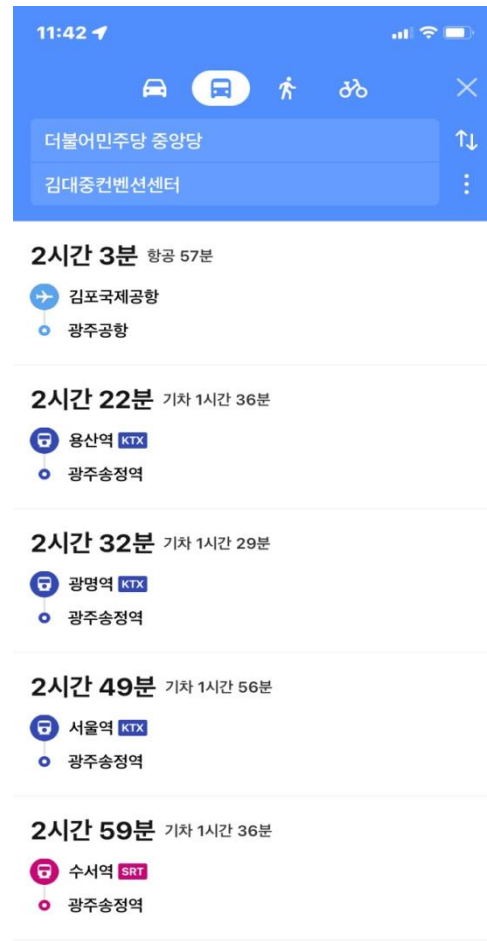 11:42
더불어민주당 중앙당
김대중컨벤션센터
2시간 3분 항공 57분
김포국제공항
광주공항
2시간 22분 기차 1시간 36분
용산역 KTX
광주송정역
2시간 32분 기차 1시간 29분
광명역 KTX
광주송정역
2시간 49분 기차 1시간 56분
서울역 KTX
광주송정역
2시간 59분 기차 1시간 36분
수서역 SRT
광주송정역